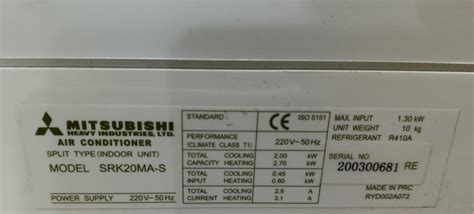 MITSUBISHI
HEAVY INDUSTRIES, LTD.
AIR CONDITIONER
SPLIT TYPE (INDOOR UNIT)
MODEL SRK20MA-S
POWER SUPPLY 220V~50Hz
STANDARD CE ISO 5151
PERFORMANCE
(CLIMATE CLASS T1) 220V~50Hz
TOTAL COOLING 2.00 kW
CAPACITY HEATING 2.70 kW
TOTAL COOLING 0.45 kW
INPUT HEATING 0.60 kW
TOTAL COOLING 2.5 A
CURRENT HEATING 3.1 A
MAX. INPUT 1.30 kW
UNIT WEIGHT 10 kg
REFRIGERANT R410A
SERIAL NO.
200300681 RE
MADE IN PRC
RYD002A072